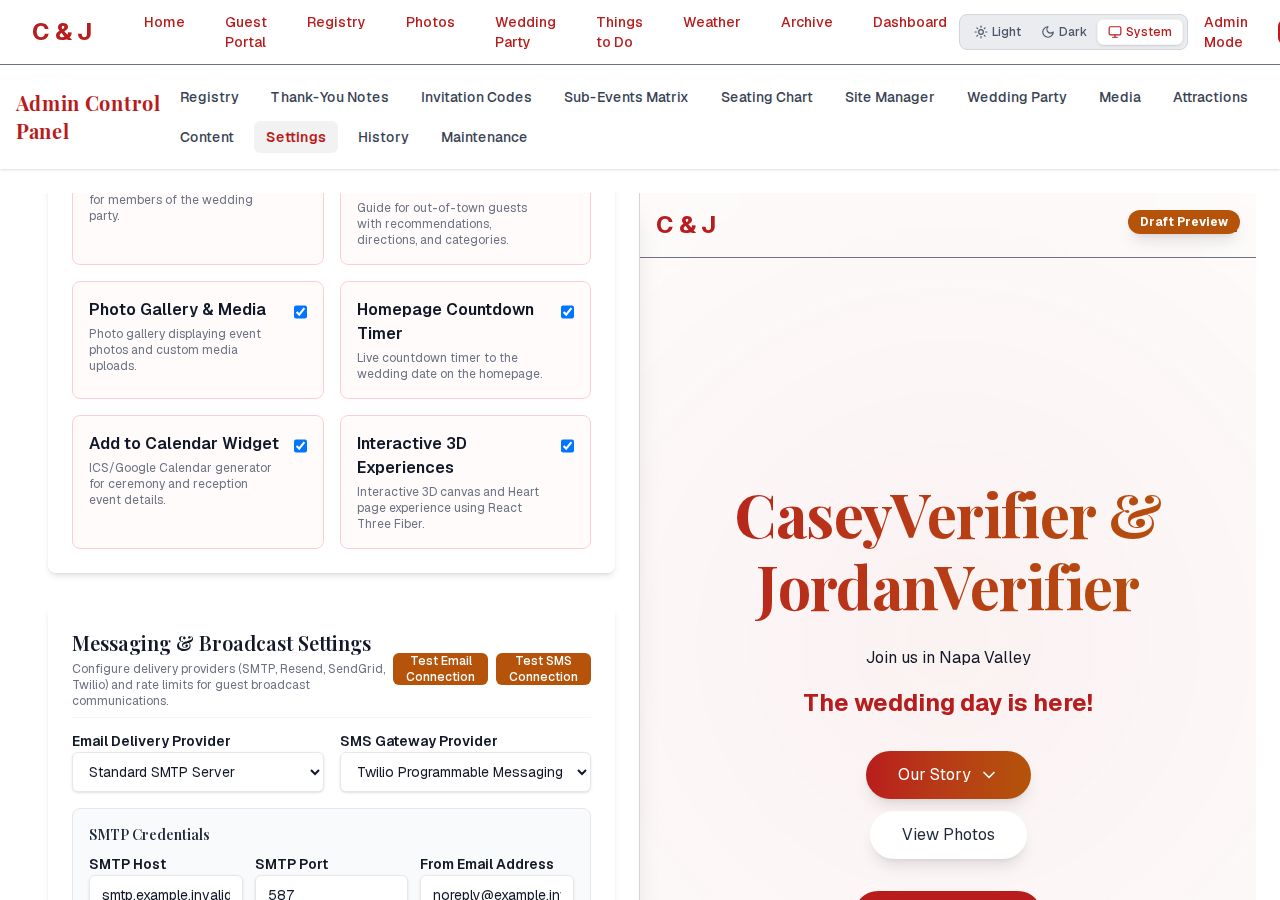 C & J
Home
Guest
Portal
Registry
Photos
Wedding
Party
Things
to Do
Weather
Archive
Dashboard
Light
Dark
System
Admin
Mode
Admin Control
Panel
Registry
Thank-You Notes
Invitation Codes
Sub-Events Matrix
Seating Chart
Site Manager
Wedding Party
Media
Attractions
Content
Settings
History
Maintenance
for members of the wedding
party.
Guide for out-of-town guests
with recommendations,
directions, and categories.
Photo Gallery & Media
Photo gallery displaying event
photos and custom media
uploads.
Homepage Countdown
Timer
Live countdown timer to the
wedding date on the homepage.
Add to Calendar Widget
ICS/Google Calendar generator
for ceremony and reception
event details.
Interactive 3D
Experiences
Interactive 3D canvas and Heart
page experience using React
Three Fiber.
Messaging & Broadcast Settings
Configure delivery providers (SMTP, Resend, SendGrid,
Twilio) and rate limits for guest broadcast
communications.
Test Email
Connection
Test SMS
Connection
Email Delivery Provider
Standard SMTP Server
SMS Gateway Provider
Twilio Programmable Messaging
SMTP Credentials
SMTP Host
smtp.example.invalid
SMTP Port
587
From Email Address
noreply@example.in
C & J
Draft Preview
CaseyVerifier &
JordanVerifier
Join us in Napa Valley
The wedding day is here!
Our Story
View Photos